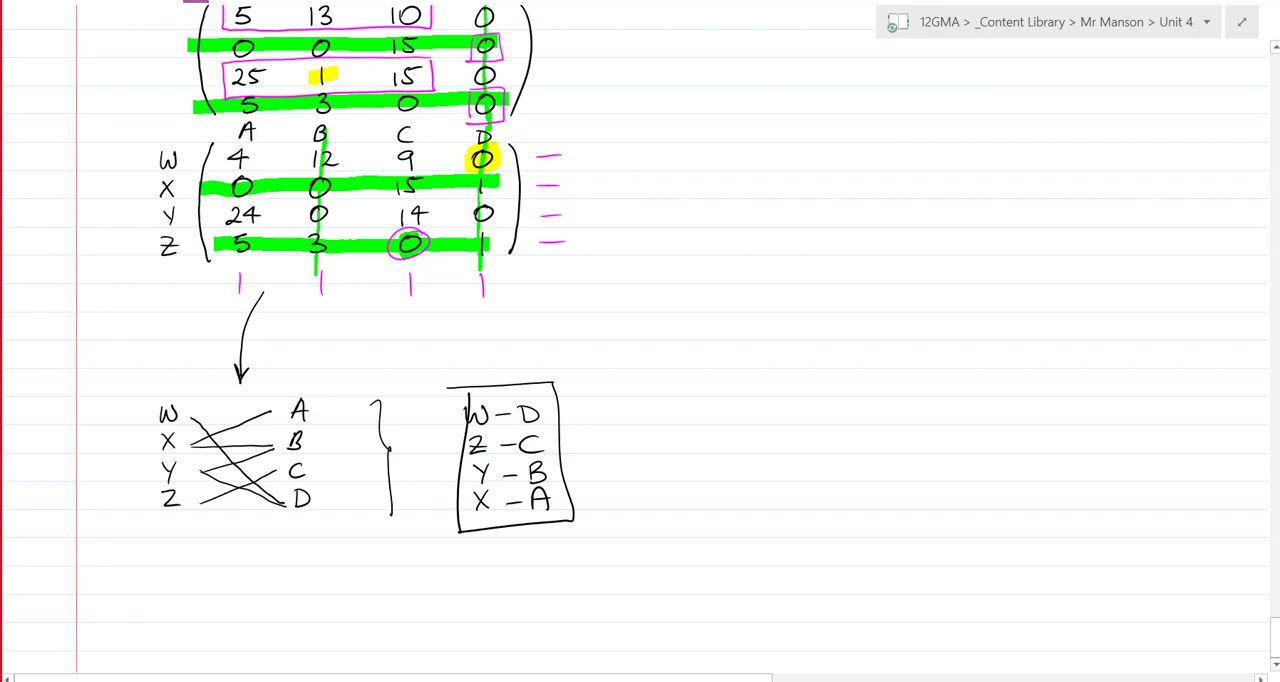 12GMA > _Content Library > Mr Manson > Unit 4
5 13 10 0
0 0 15 0
25 1 15 0
5 3 0 0
A B C D
W 4 12 9 0
X 0 0 15 1
Y 24 0 14 0
Z 5 3 0 1
W A
X B
Y C
Z D
W - D
Z - C
Y - B
X - A